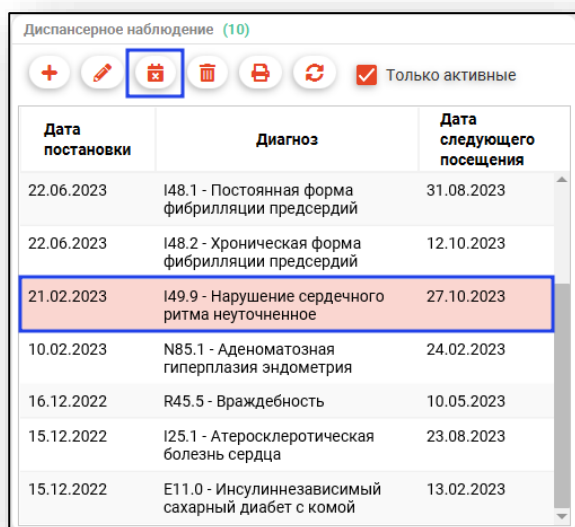 Диспансерное наблюдение (10)
Только активные
Дата постановки Диагноз Дата следующего посещения
22.06.2023 I48.1 - Постоянная форма 31.08.2023
фибрилляции предсердий
22.06.2023 I48.2 - Хроническая форма 12.10.2023
фибрилляции предсердий
21.02.2023 I49.9 - Нарушение сердечного 27.10.2023
ритма неуточненное
10.02.2023 N85.1 - Аденоматозная 24.02.2023
гиперплазия эндометрия
16.12.2022 R45.5 - Враждебность 10.05.2023
15.12.2022 I25.1 - Атеросклеротическая 23.08.2023
болезнь сердца
15.12.2022 E11.0 - Инсулиннезависимый 13.02.2023
сахарный диабет с комой